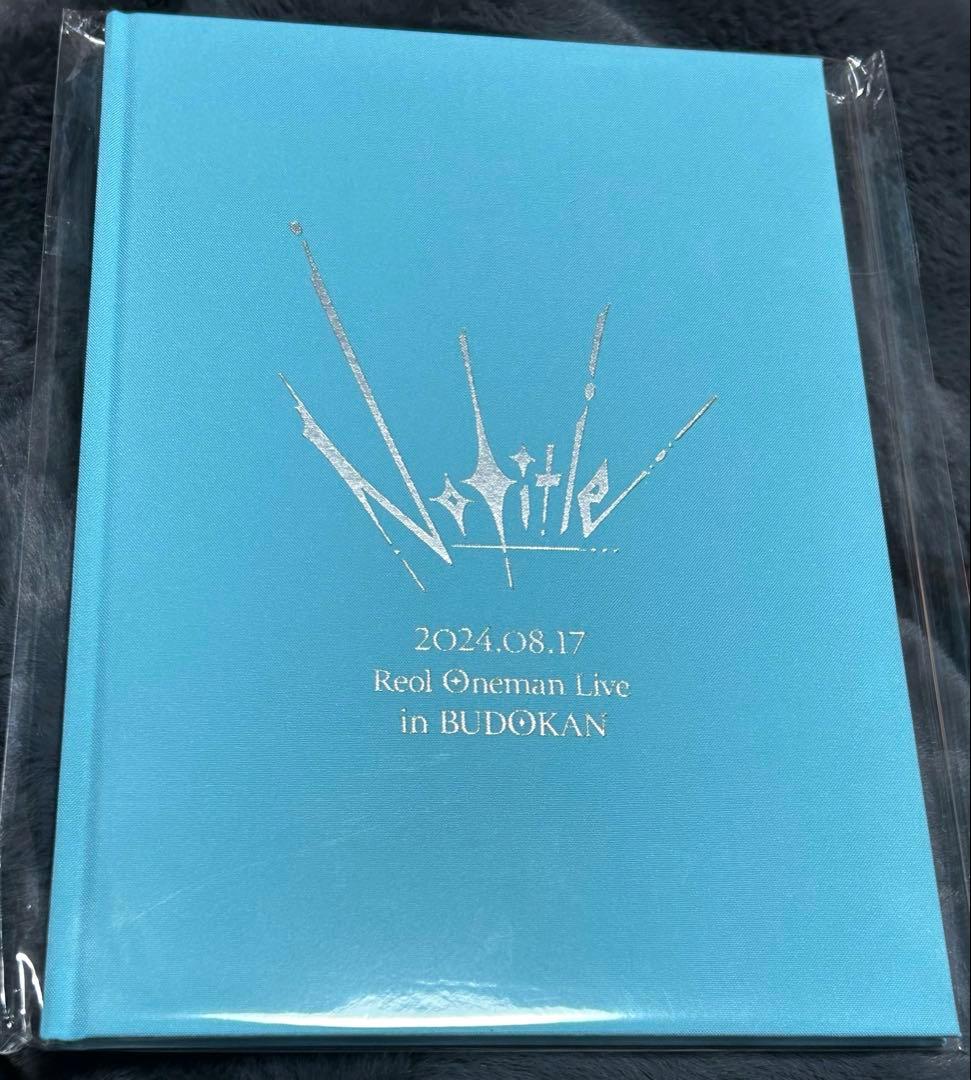 No title
2024.08.17
Reol Oneman Live
in BUDOKAN